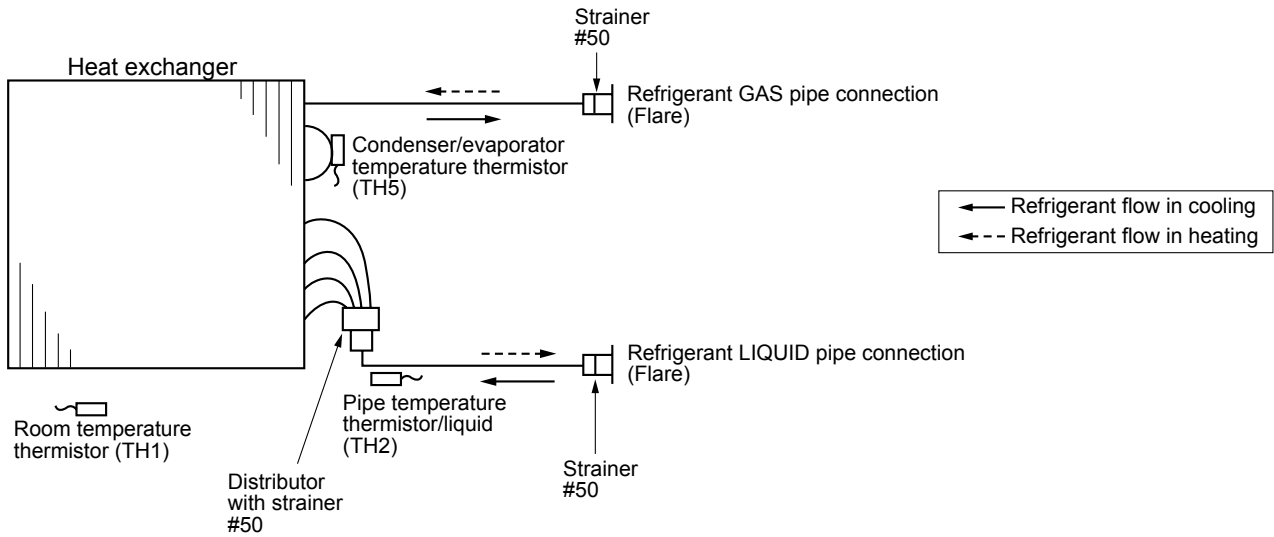 Strainer
#50
Heat exchanger
Refrigerant GAS pipe connection
(Flare)
Condenser/evaporator
temperature thermistor
(TH5)
Refrigerant flow in cooling
Refrigerant flow in heating
Refrigerant LIQUID pipe connection
(Flare)
Pipe temperature
thermistor/liquid
(TH2)
Room temperature
thermistor (TH1)
Distributor
with strainer
#50
Strainer
#50